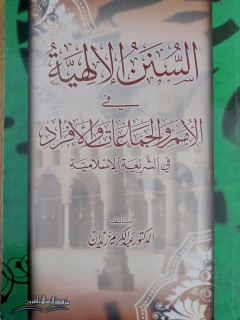 السنن الإلهية
في
الأمم والجماعات والأفراد
في الشريعة الإسلامية
تأليف
الدكتور عبد الكريم زيدان